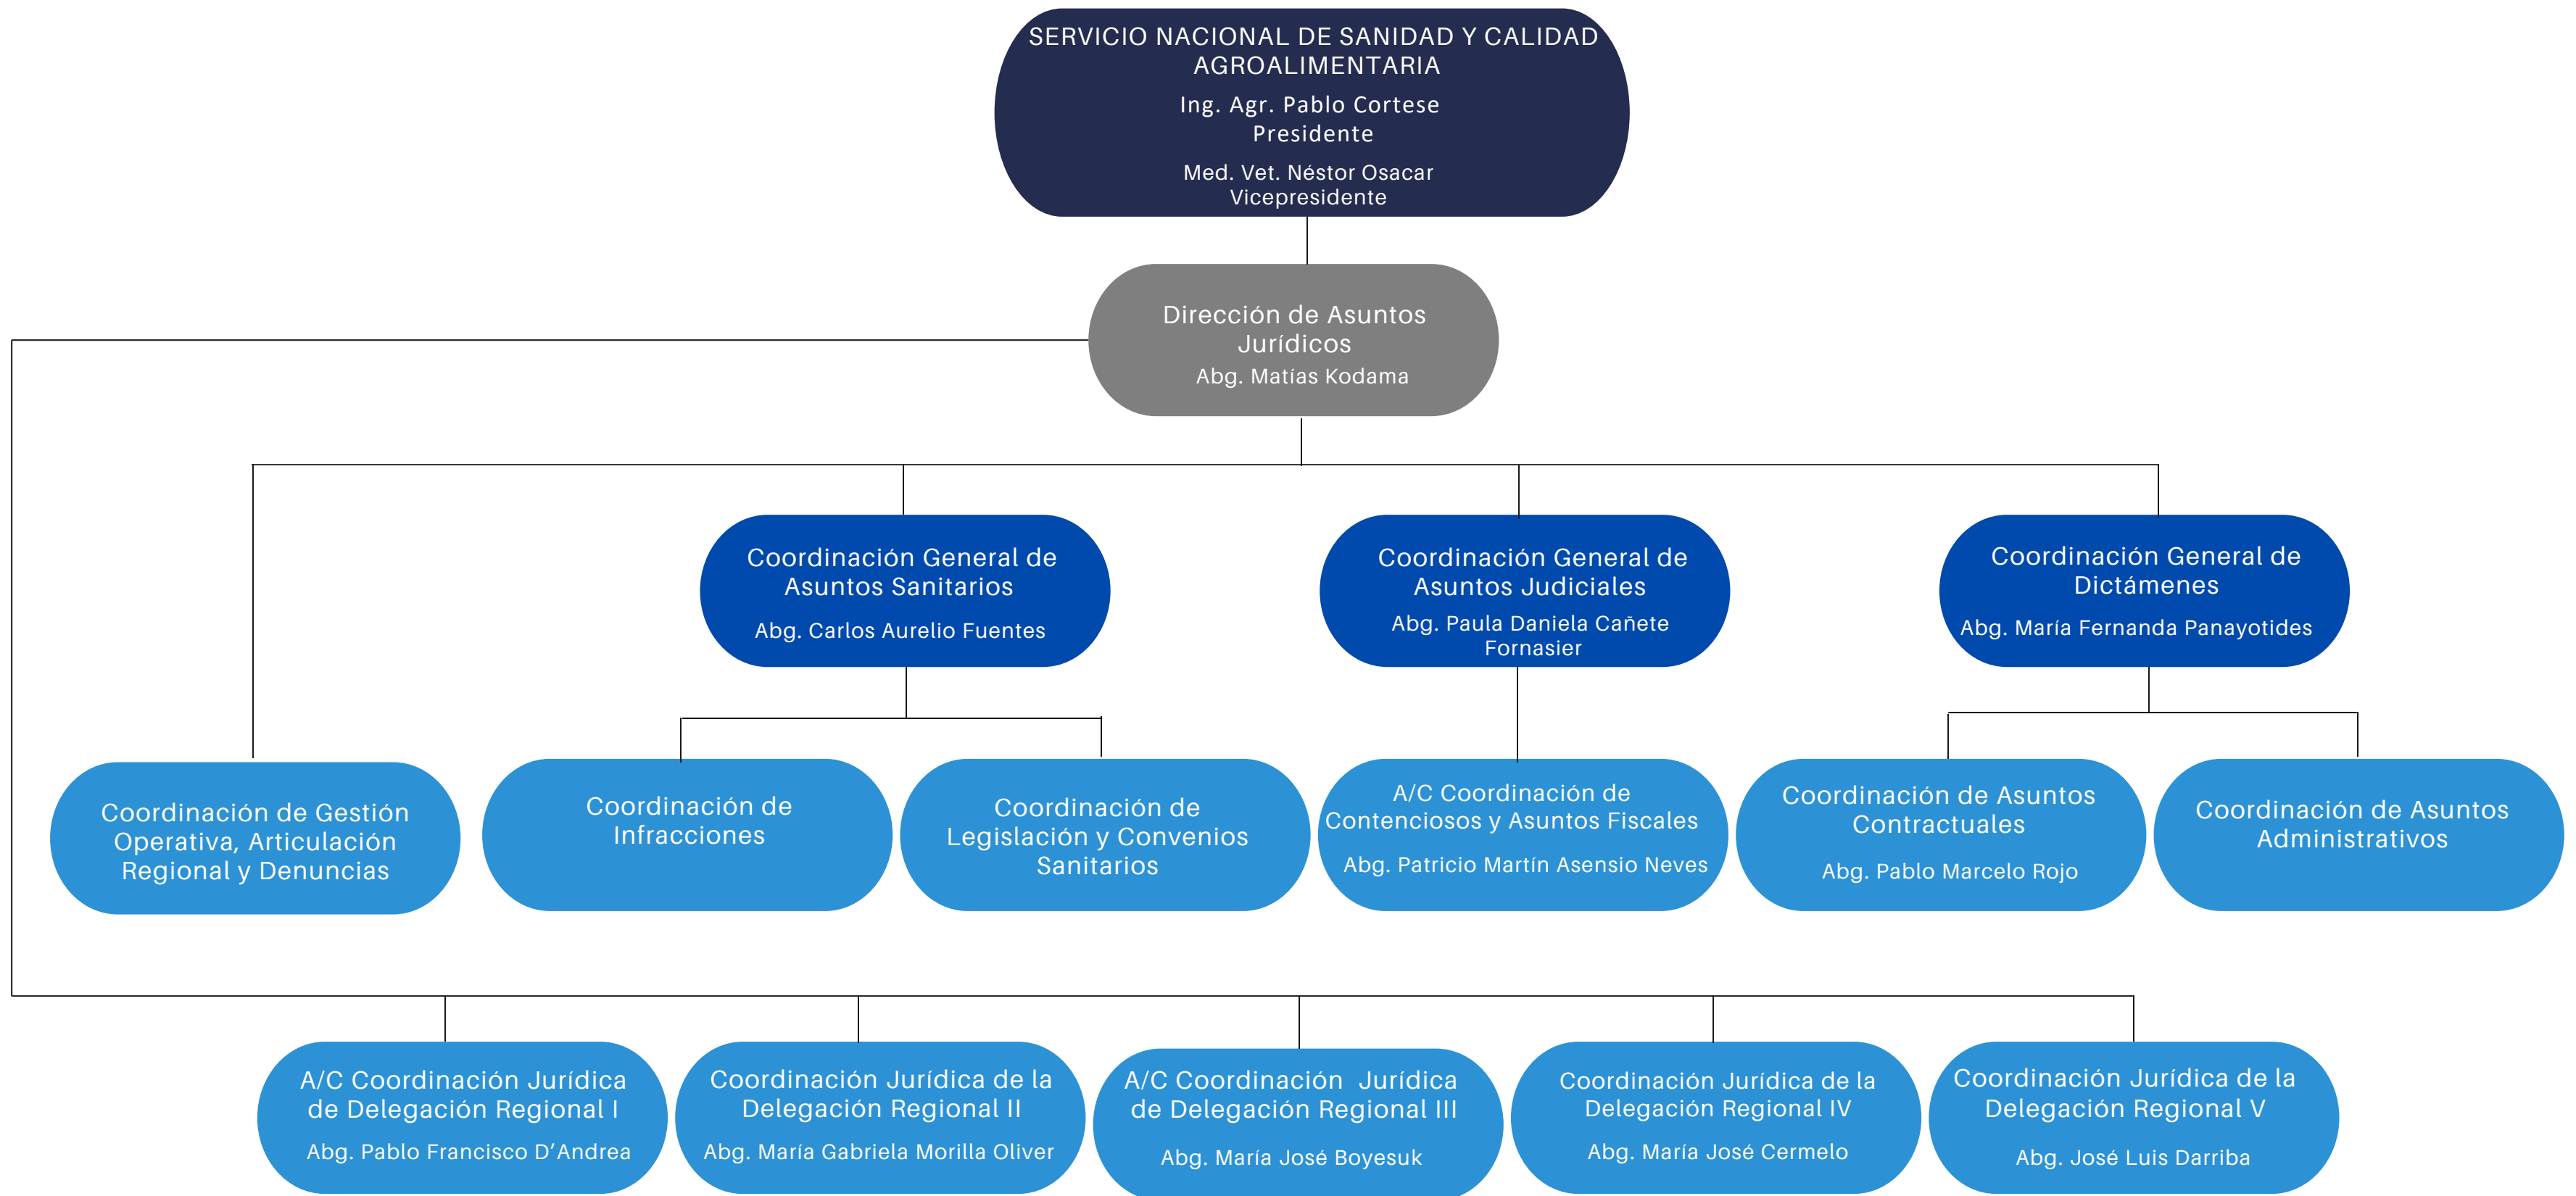 SERVICIO NACIONAL DE SANIDAD Y CALIDAD
AGROALIMENTARIA
Ing. Agr. Pablo Cortese
Presidente
Med. Vet. Néstor Osacar
Vicepresidente
Dirección de Asuntos
Jurídicos
Abg. Matías Kodama
Coordinación General de
Asuntos Sanitarios
Abg. Carlos Aurelio Fuentes
Coordinación General de
Asuntos Judiciales
Abg. Paula Daniela Cañete
Fornasier
Coordinación General de
Dictámenes
Abg. María Fernanda Panayotides
Coordinación de Gestión
Operativa, Articulación
Regional y Denuncias
Coordinación de
Infracciones
Coordinación de
Legislación y Convenios
Sanitarios
A/C Coordinación de
Contenciosos y Asuntos Fiscales
Abg. Patricio Martín Asensio Neves
Coordinación de Asuntos
Contractuales
Abg. Pablo Marcelo Rojo
Coordinación de Asuntos
Administrativos
A/C Coordinación Jurídica
de Delegación Regional I
Abg. Pablo Francisco D’Andrea
Coordinación Jurídica de la
Delegación Regional II
Abg. María Gabriela Morilla Oliver
A/C Coordinación Jurídica
de Delegación Regional III
Abg. María José Boyesuk
Coordinación Jurídica de la
Delegación Regional IV
Abg. María José Cermelo
Coordinación Jurídica de la
Delegación Regional V
Abg. José Luis Darriba